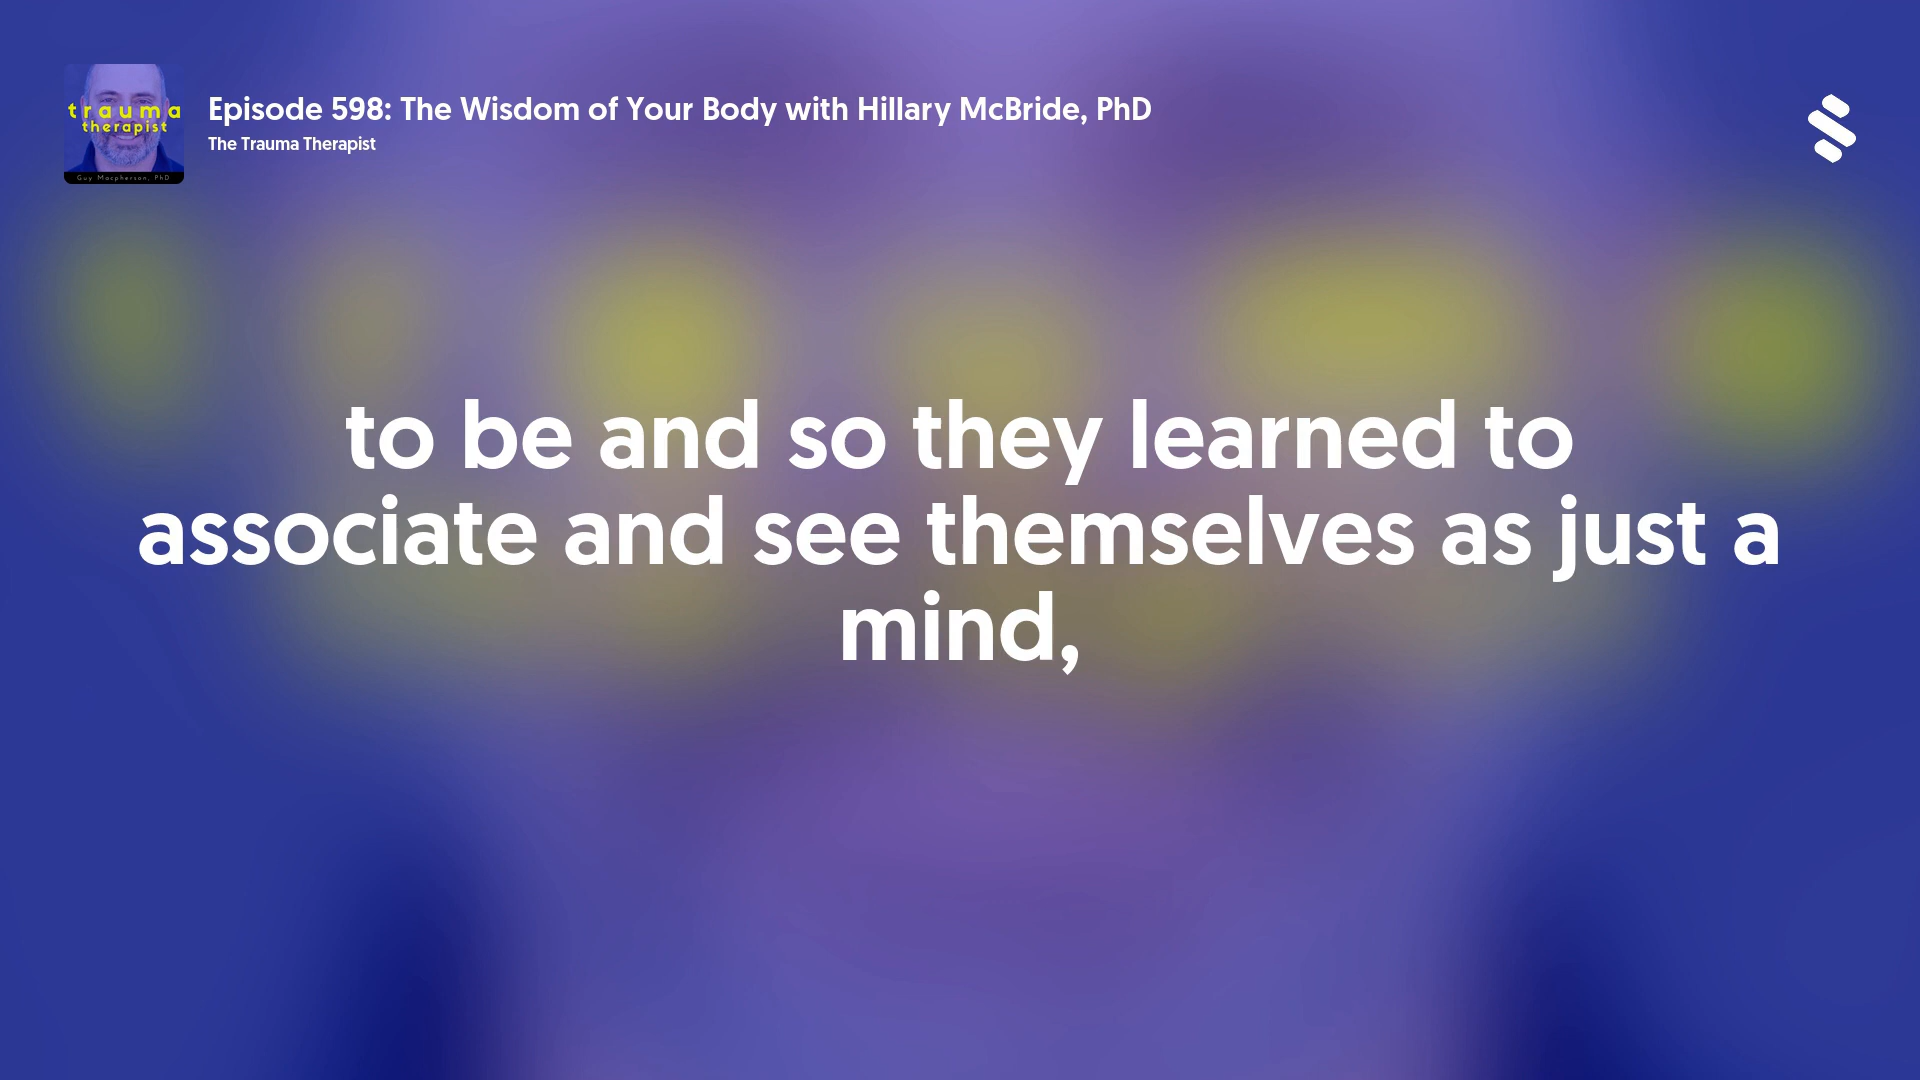 trauma
therapist
Guy Macpherson, PhD
Episode 598: The Wisdom of Your Body with Hillary McBride, PhD
The Trauma Therapist
to be and so they learned to
associate and see themselves as just a
mind,